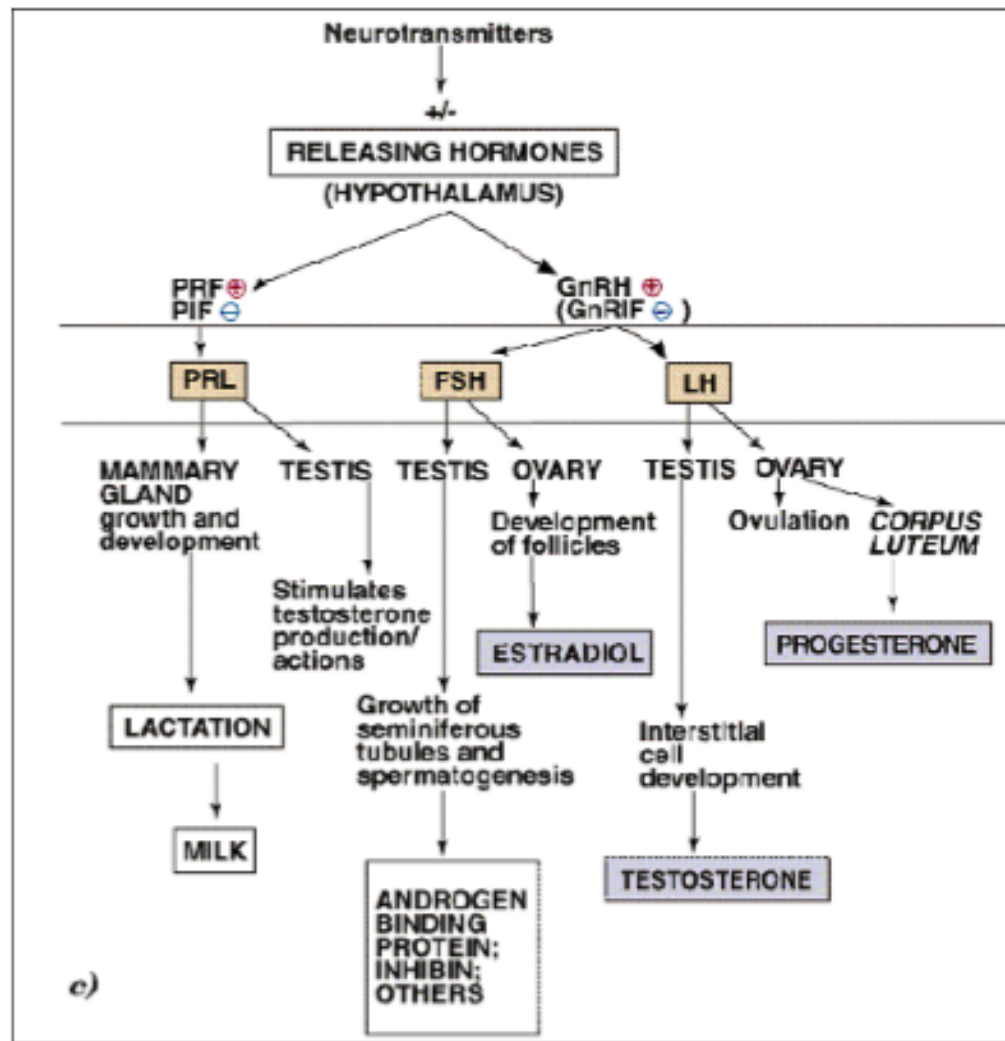 Neurotransmitters
+/-
RELEASING HORMONES
(HYPOTHALAMUS)
PRF ⊕
PIF ⊖
GnRH ⊕
(GnRIF ⊖ )
PRL
FSH
LH
MAMMARY
GLAND
growth and
development
TESTIS
TESTIS
OVARY
TESTIS
OVARY
Development
of follicles
Ovulation
CORPUS
LUTEUM
Stimulates
testosterone
production/
actions
ESTRADIOL
PROGESTERONE
LACTATION
Growth of
seminiferous
tubules and
spermatogenesis
Interstitial
cell
development
MILK
ANDROGEN
BINDING
PROTEIN;
INHIBIN;
OTHERS
TESTOSTERONE
c)